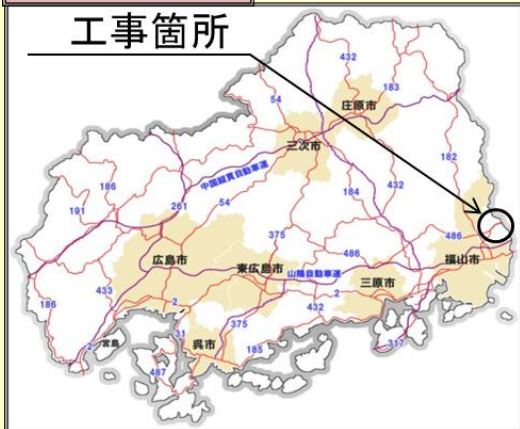 工事箇所
432
54
183
庄原市
三次市
182
中国縦貫自動車道
186
261
54
184
432
191
375
486
486
広島市
東広島市
山陽自動車道
三原市
福山市
186
433
2
2
432
31
375
185
317
2
宮島
呉市
487